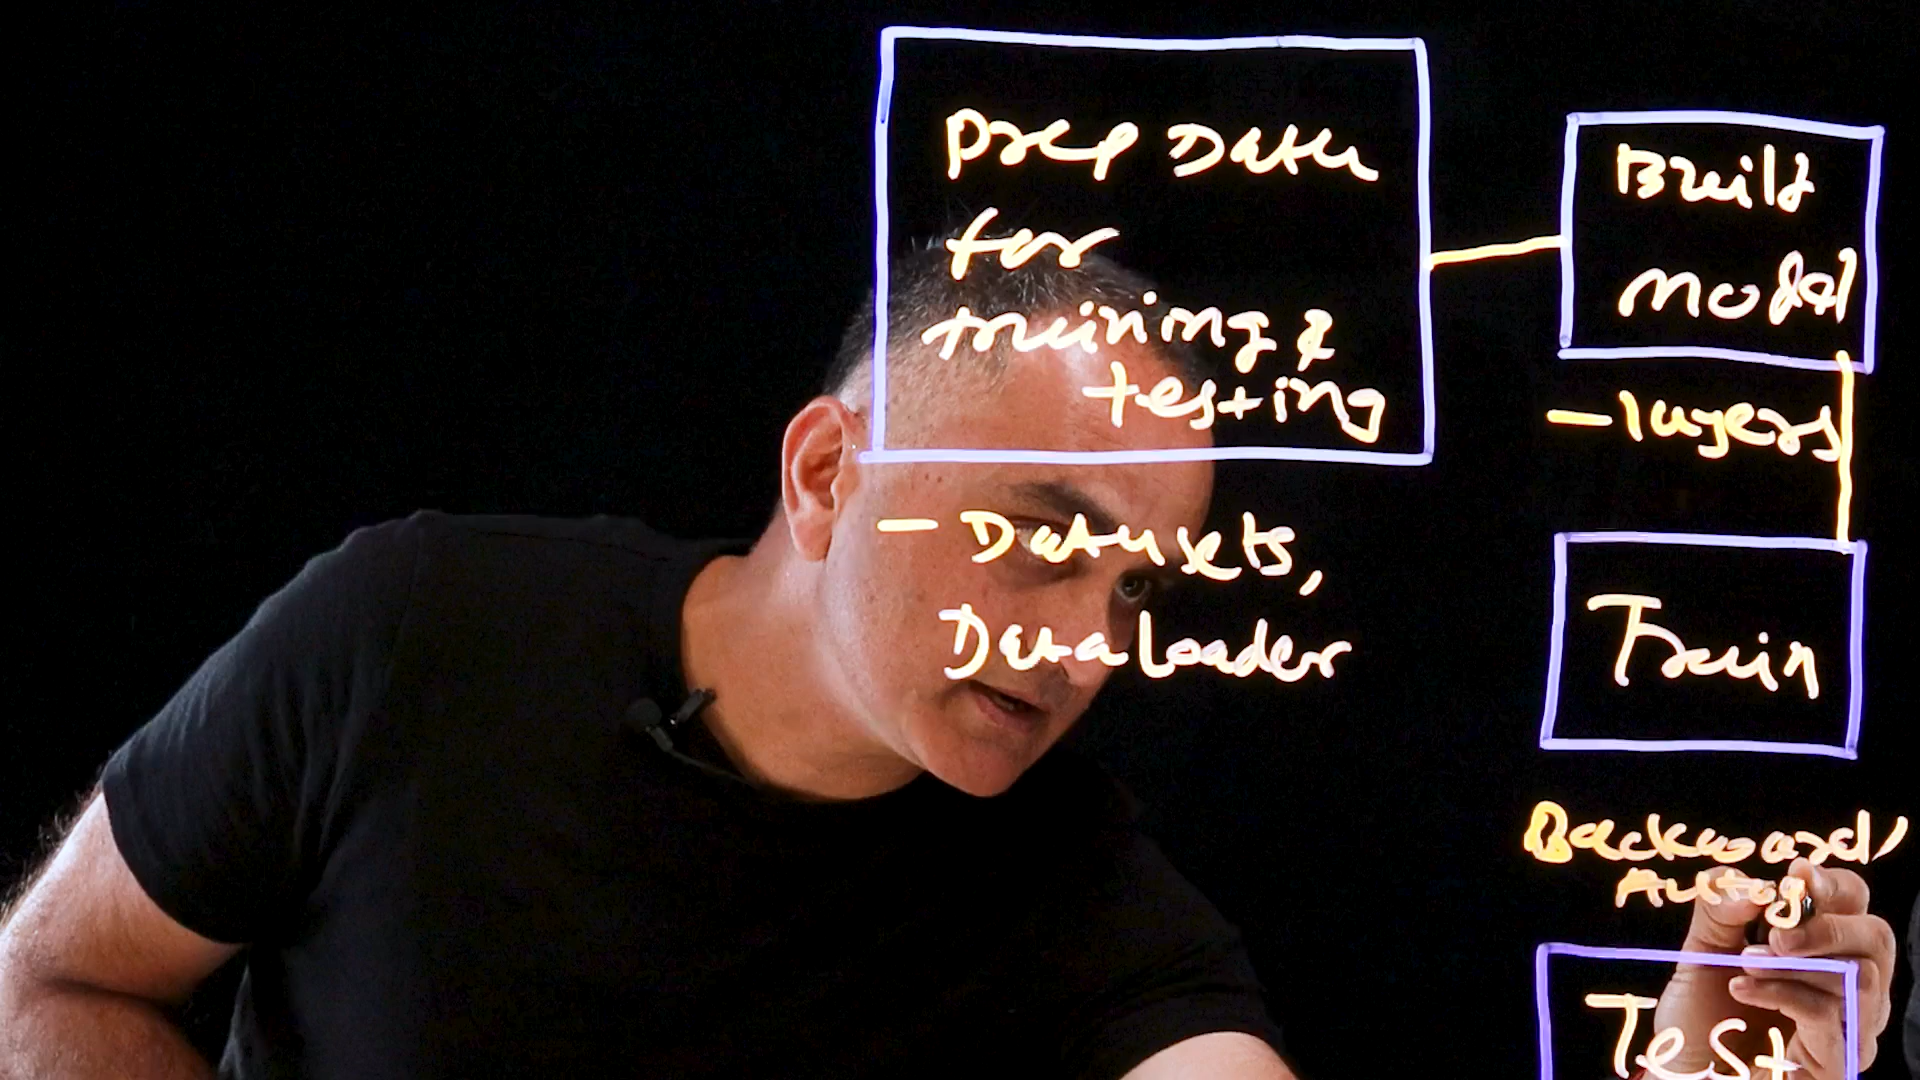 Prep Data
for
training &
testing
- Datasets,
Dataloader
Build
model
- layers
Train
Backward/
Autog
Test